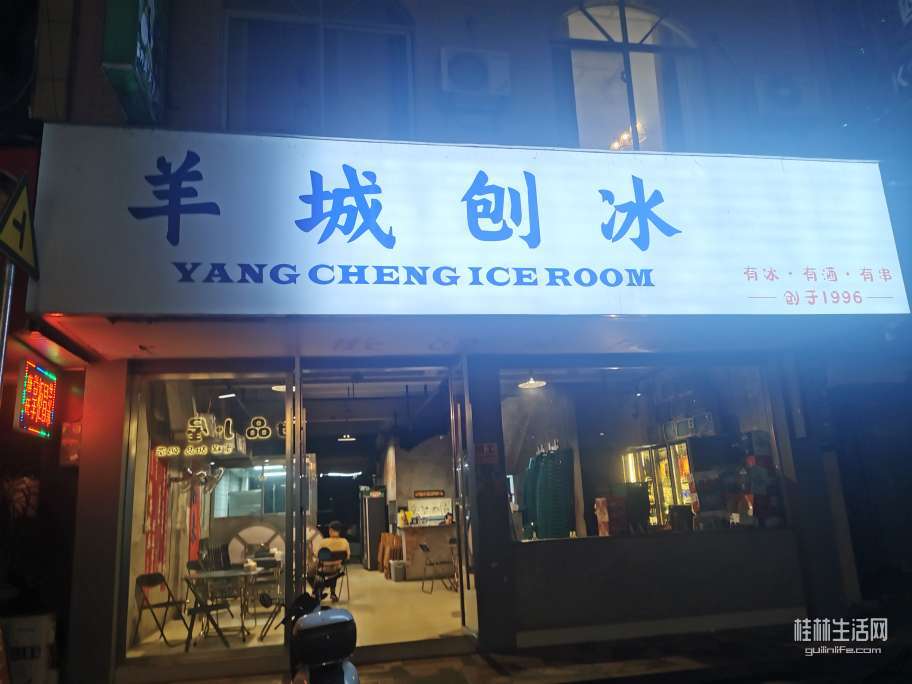 羊城刨冰
YANG CHENG ICE ROOM
有冰·有酒·有串
创于1996
桂林生活网
guilinlife.com